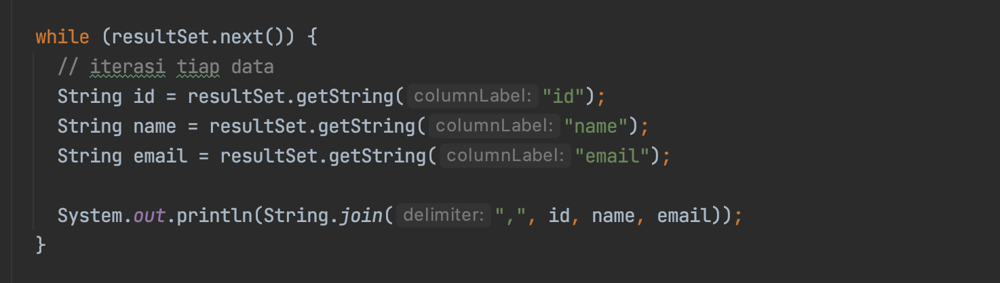 while (resultSet.next()) {
// iterasi tiap data
String id = resultSet.getString( columnLabel: "id");
String name = resultSet.getString( columnLabel: "name");
String email = resultSet.getString( columnLabel: "email");
System.out.println(String.join( delimiter: ",", id, name, email));
}